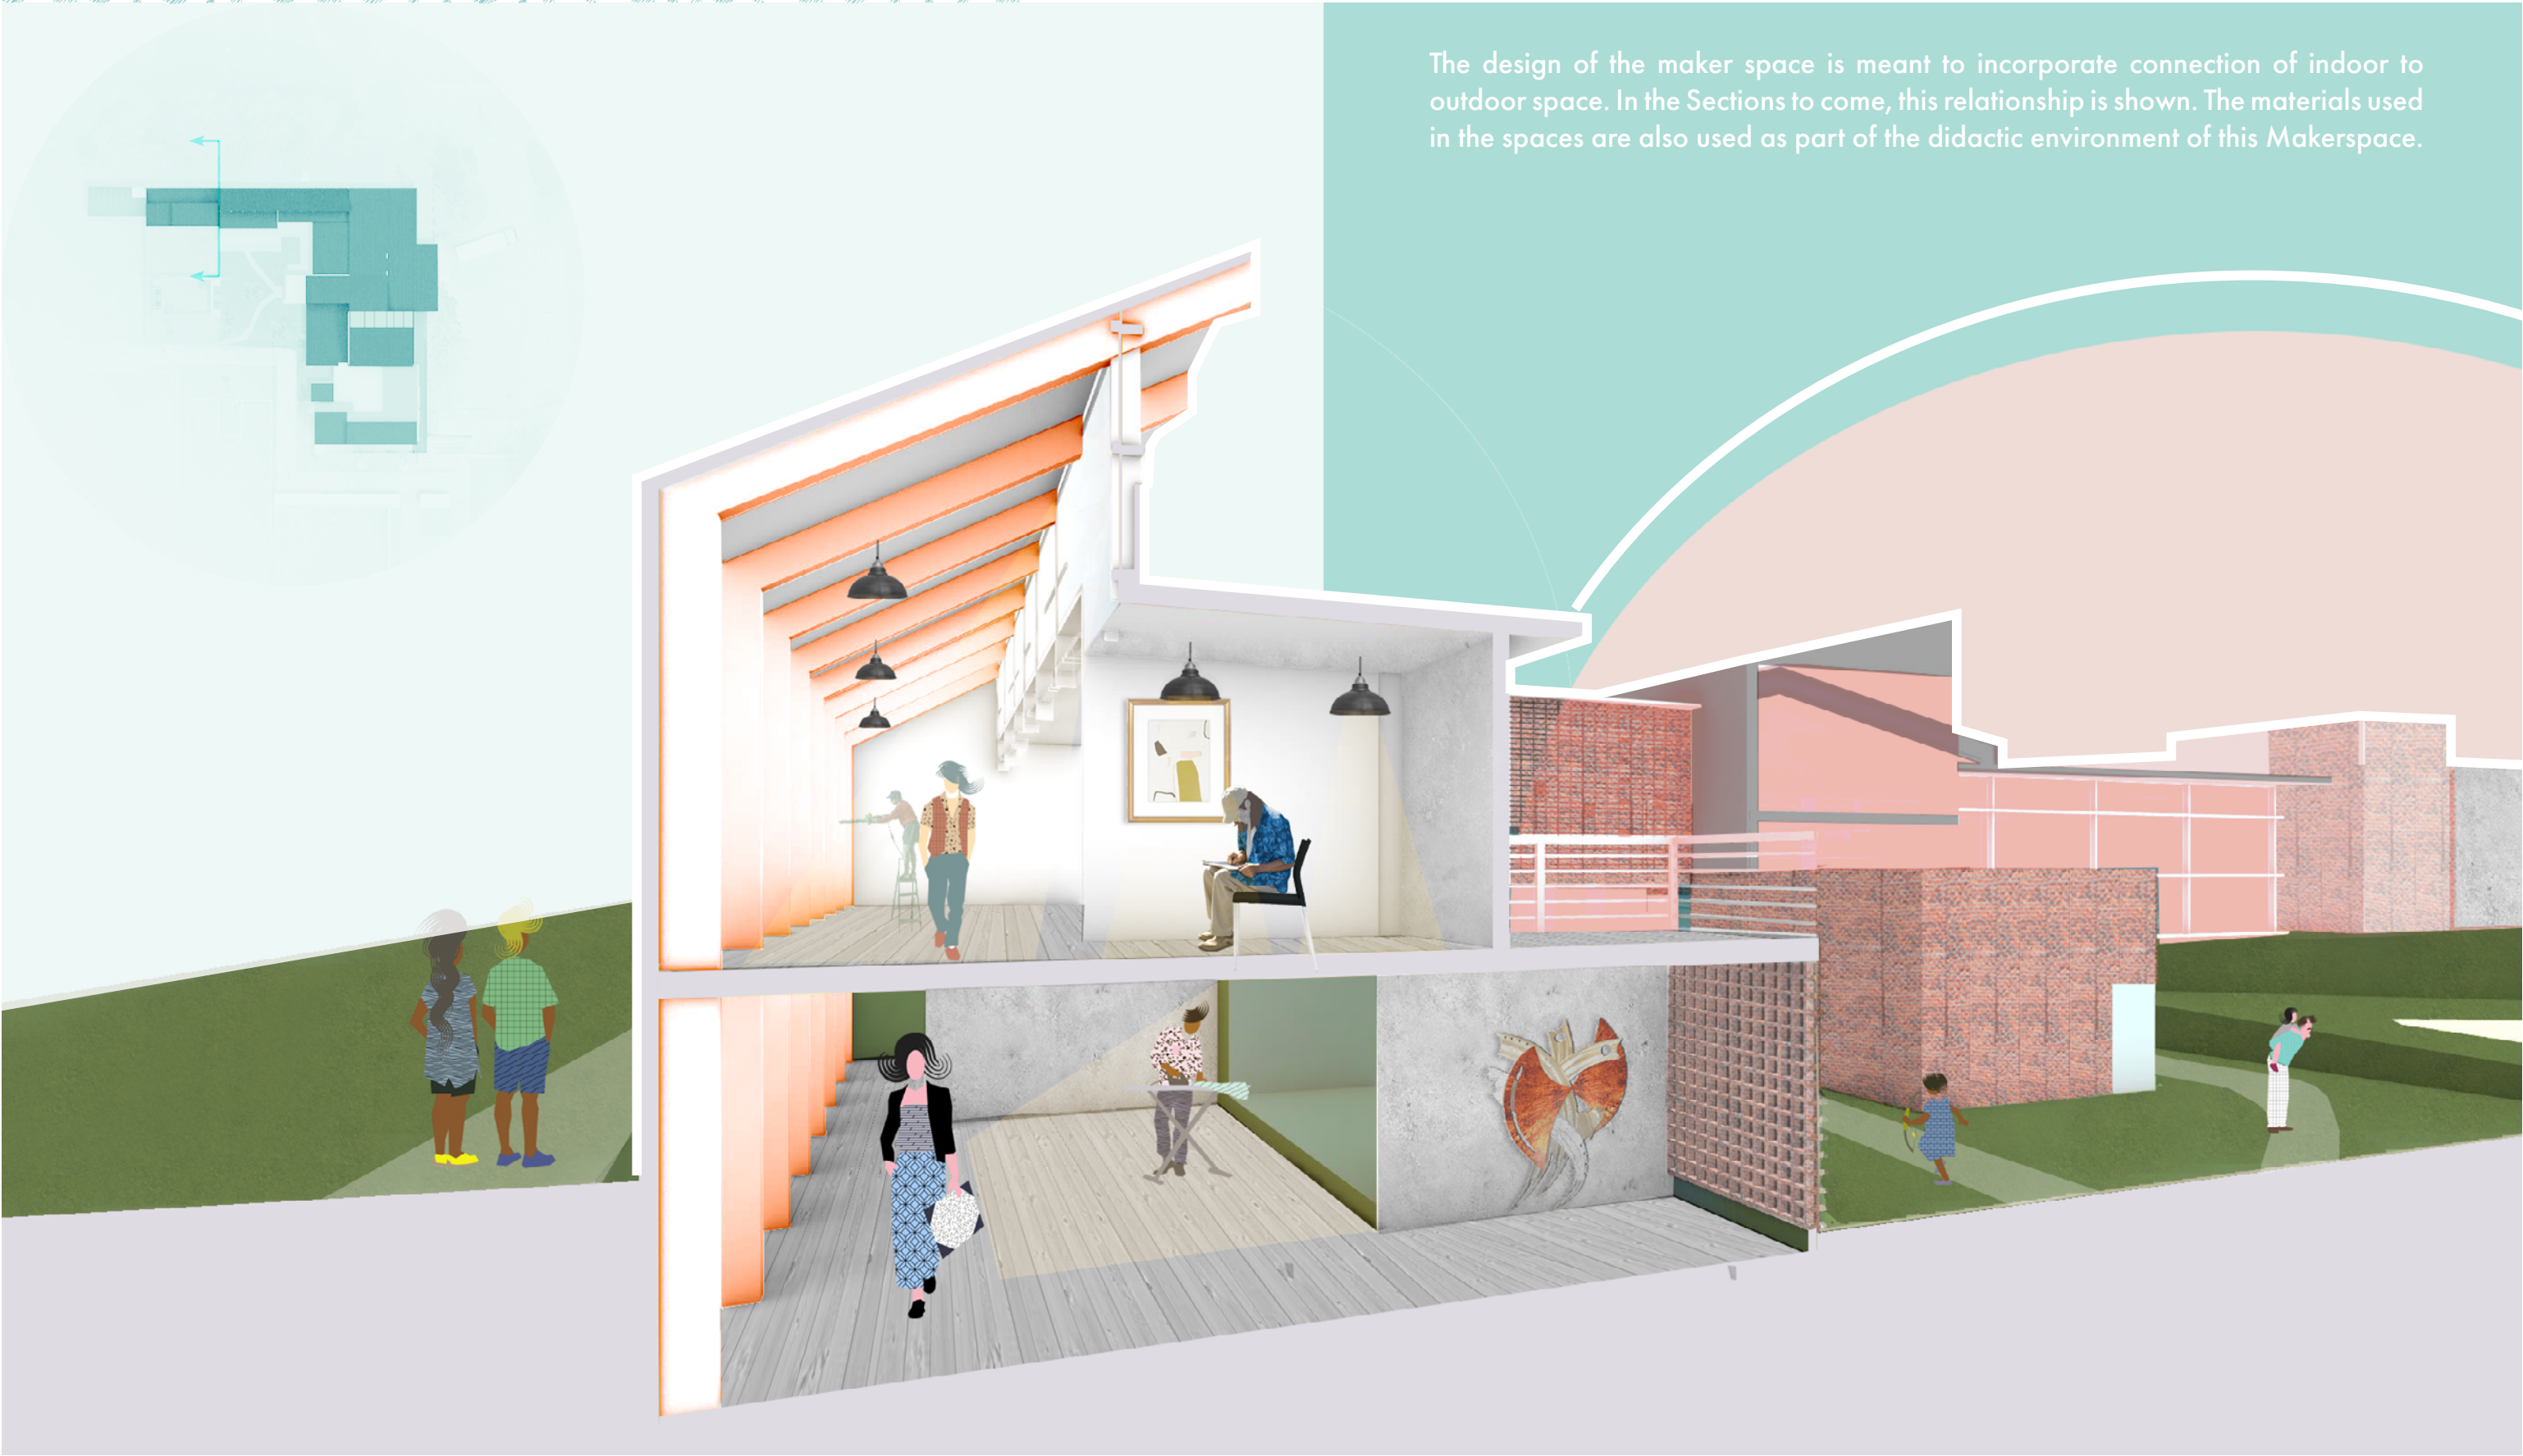 The design of the maker space is meant to incorporate connection of indoor to
outdoor space. In the Sections to come, this relationship is shown. The materials used
in the spaces are also used as part of the didactic environment of this Makerspace.